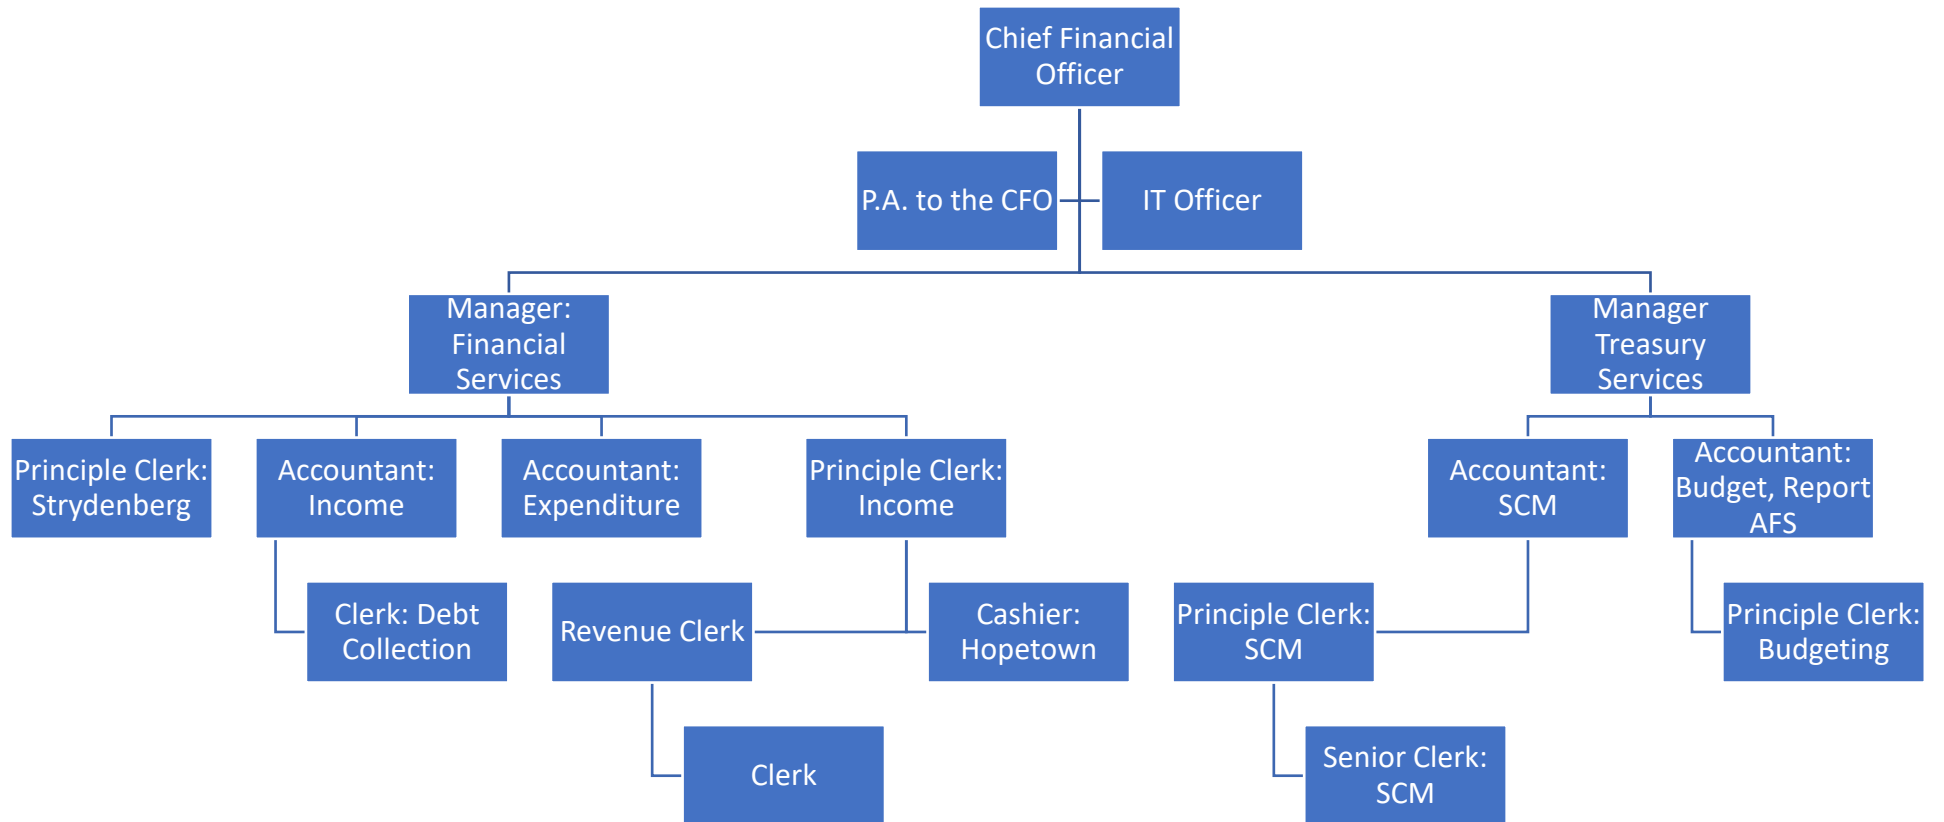 Chief Financial
Officer
P.A. to the CFO
IT Officer
Manager:
Financial
Services
Manager
Treasury
Services
Principle Clerk:
Strydenberg
Accountant:
Income
Accountant:
Expenditure
Principle Clerk:
Income
Accountant:
SCM
Accountant:
Budget, Report
AFS
Clerk: Debt
Collection
Revenue Clerk
Cashier:
Hopetown
Principle Clerk:
SCM
Principle Clerk:
Budgeting
Clerk
Senior Clerk:
SCM